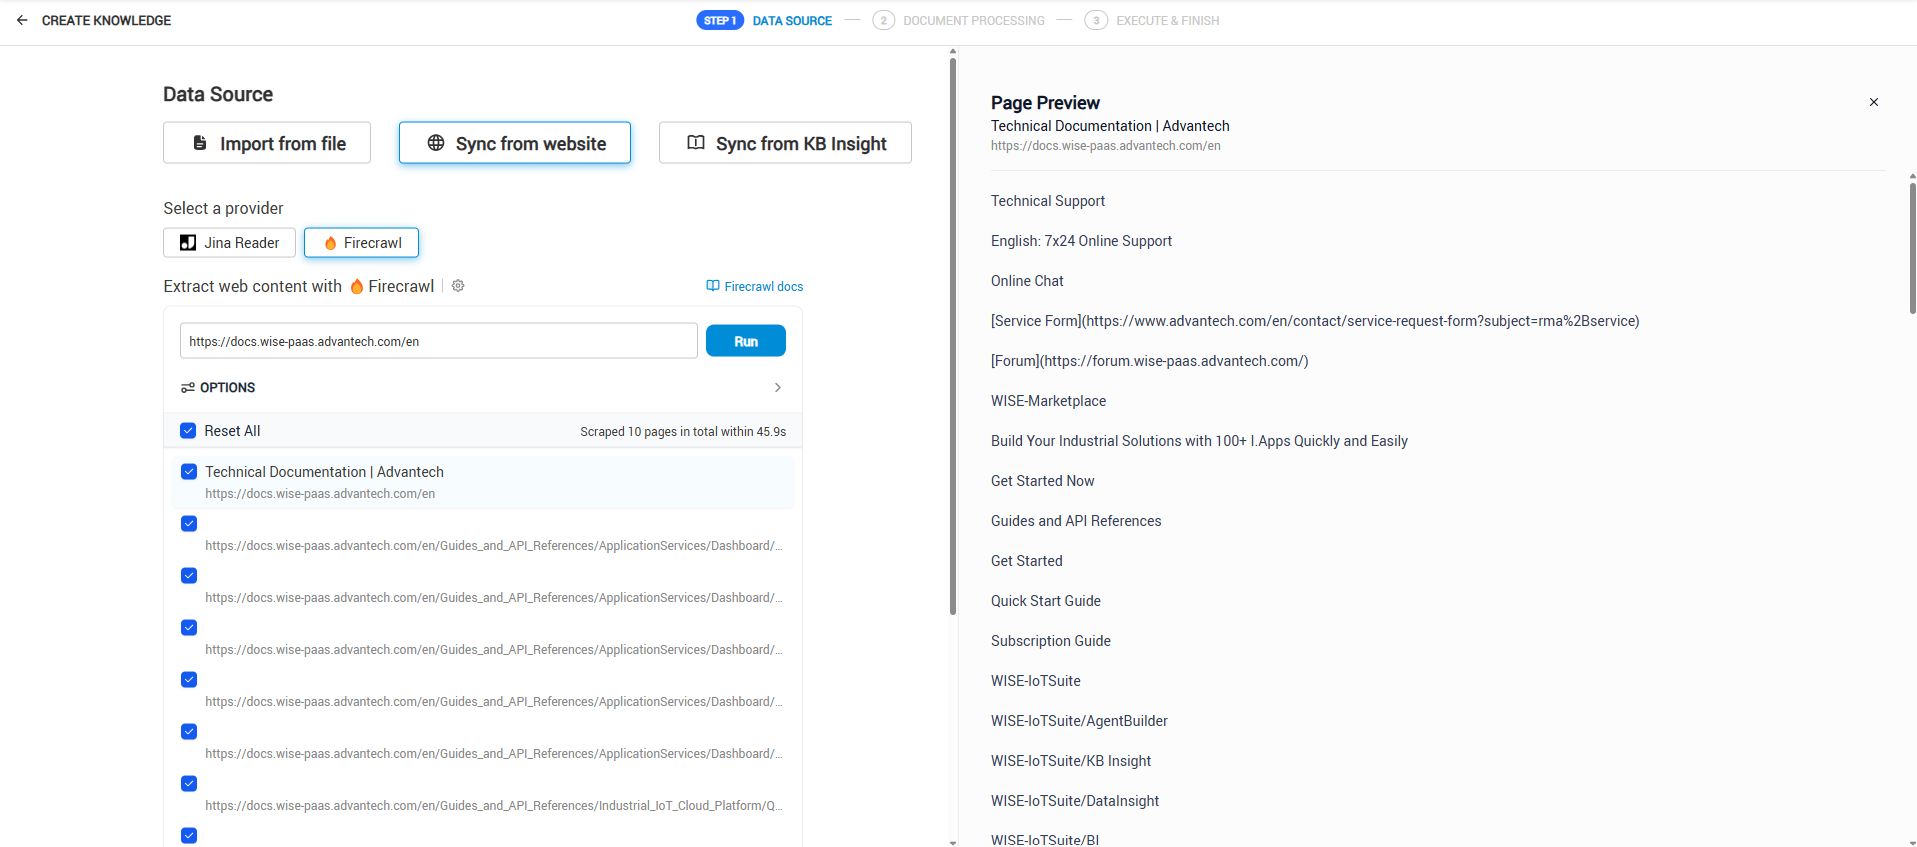 CREATE KNOWLEDGE
STEP 1 DATA SOURCE
2 DOCUMENT PROCESSING
3 EXECUTE & FINISH
Data Source
Import from file
Sync from website
Sync from KB Insight
Select a provider
Jina Reader
Firecrawl
Extract web content with Firecrawl
Firecrawl docs
https://docs.wise-paas.advantech.com/en
Run
OPTIONS
Reset All
Scraped 10 pages in total within 45.9s
Technical Documentation | Advantech
https://docs.wise-paas.advantech.com/en
https://docs.wise-paas.advantech.com/en/Guides_and_API_References/ApplicationServices/Dashboard/...
https://docs.wise-paas.advantech.com/en/Guides_and_API_References/ApplicationServices/Dashboard/...
https://docs.wise-paas.advantech.com/en/Guides_and_API_References/ApplicationServices/Dashboard/...
https://docs.wise-paas.advantech.com/en/Guides_and_API_References/ApplicationServices/Dashboard/...
https://docs.wise-paas.advantech.com/en/Guides_and_API_References/ApplicationServices/Dashboard/...
https://docs.wise-paas.advantech.com/en/Guides_and_API_References/Industrial_IoT_Cloud_Platform/Q...
Page Preview
Technical Documentation | Advantech
https://docs.wise-paas.advantech.com/en
Technical Support
English: 7x24 Online Support
Online Chat
[Service Form](https://www.advantech.com/en/contact/service-request-form?subject=rma%2Bservice)
[Forum](https://forum.wise-paas.advantech.com/)
WISE-Marketplace
Build Your Industrial Solutions with 100+ I.Apps Quickly and Easily
Get Started Now
Guides and API References
Get Started
Quick Start Guide
Subscription Guide
WISE-IoTSuite
WISE-IoTSuite/AgentBuilder
WISE-IoTSuite/KB Insight
WISE-IoTSuite/DataInsight
WISE-IoTSuite/BI